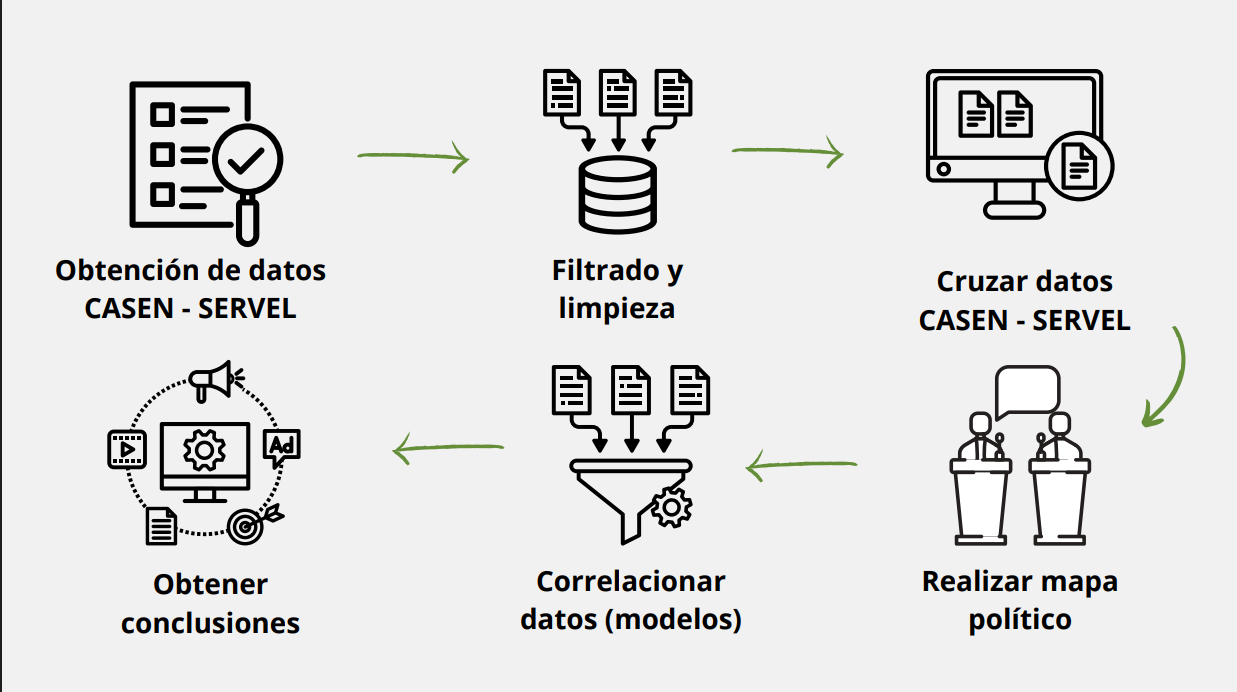 Obtención de datos
CASEN - SERVEL
Filtrado y
limpieza
Cruzar datos
CASEN - SERVEL
Realizar mapa
político
Correlacionar
datos (modelos)
Ad
Obtener
conclusiones